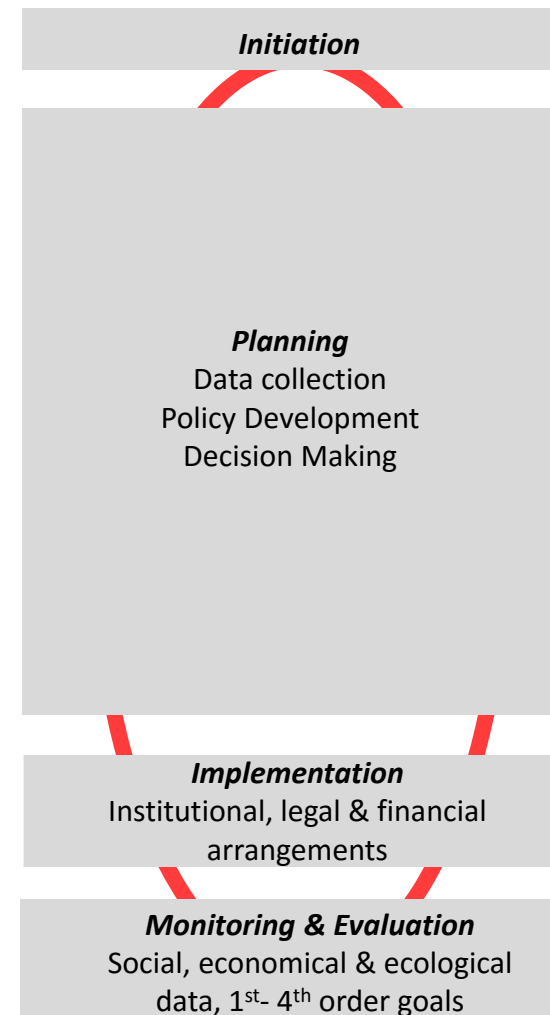 Initiation
Planning
Data collection
Policy Development
Decision Making
Implementation
Institutional, legal & financial
arrangements
Monitoring & Evaluation
Social, economical & ecological
data, 1st- 4th order goals